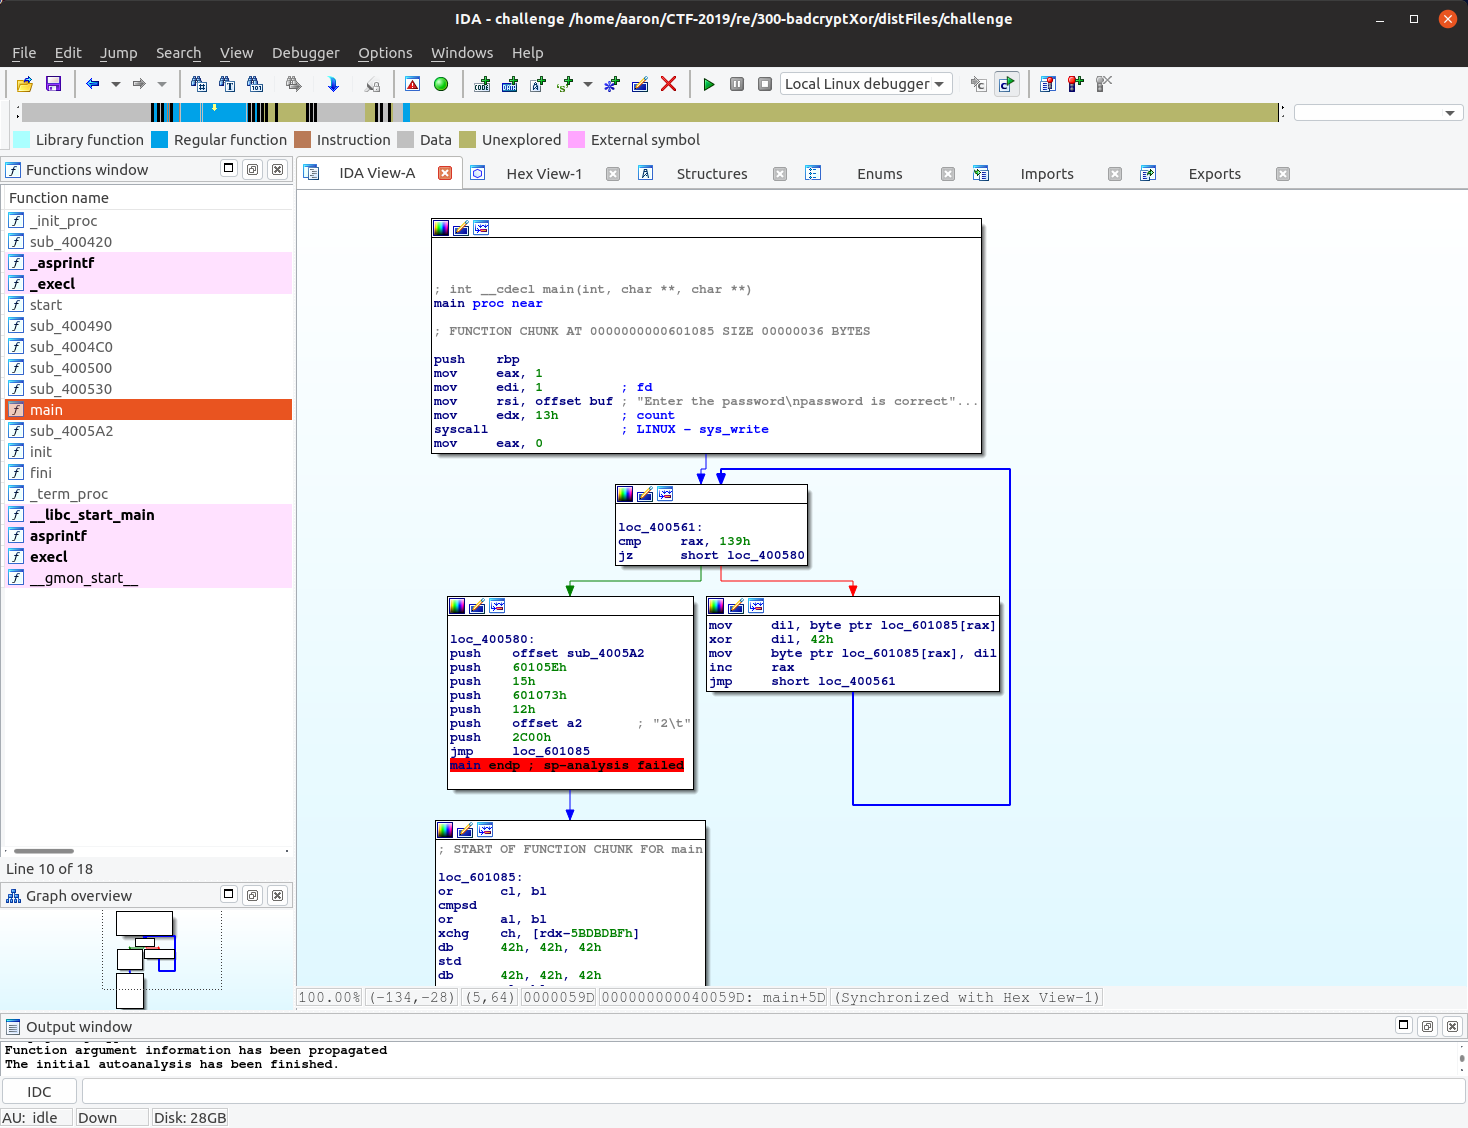 IDA - challenge /home/aaron/CTF-2019/re/300-badcryptXor/distFiles/challenge
File Edit Jump Search View Debugger Options Windows Help
Local Linux debugger
Library function Regular function Instruction Data Unexplored External symbol
Functions window
IDA View-A Hex View-1 Structures Enums Imports Exports
Function name
_init_proc
sub_400420
_asprintf
_execl
start
sub_400490
sub_4004C0
sub_400500
sub_400530
main
sub_4005A2
init
fini
_term_proc
__libc_start_main
asprintf
execl
__gmon_start__
Line 10 of 18
Graph overview
; int __cdecl main(int, char **, char **)
main proc near
; FUNCTION CHUNK AT 0000000000601085 SIZE 00000036 BYTES
push rbp
mov eax, 1
mov edi, 1 ; fd
mov rsi, offset buf ; "Enter the password\npassword is correct"...
mov edx, 13h ; count
syscall ; LINUX - sys_write
mov eax, 0
loc_400561:
cmp rax, 139h
jz short loc_400580
loc_400580:
push offset sub_4005A2
push 60105Eh
push 15h
push 601073h
push 12h
push offset a2 ; "2\t"
push 2C00h
jmp loc_601085
main endp ; sp-analysis failed
mov dil, byte ptr loc_601085[rax]
xor dil, 42h
mov byte ptr loc_601085[rax], dil
inc rax
jmp short loc_400561
; START OF FUNCTION CHUNK FOR main
loc_601085:
or cl, bl
cmpsd
or al, bl
xchg ch, [rdx-5BDBDBFh]
db 42h, 42h, 42h
std
db 42h, 42h, 42h
100.00% (-134,-28) (5,64) 0000059D 000000000040059D: main+5D (Synchronized with Hex View-1)
Output window
Function argument information has been propagated
The initial autoanalysis has been finished.
IDC
AU: idle Down Disk: 28GB